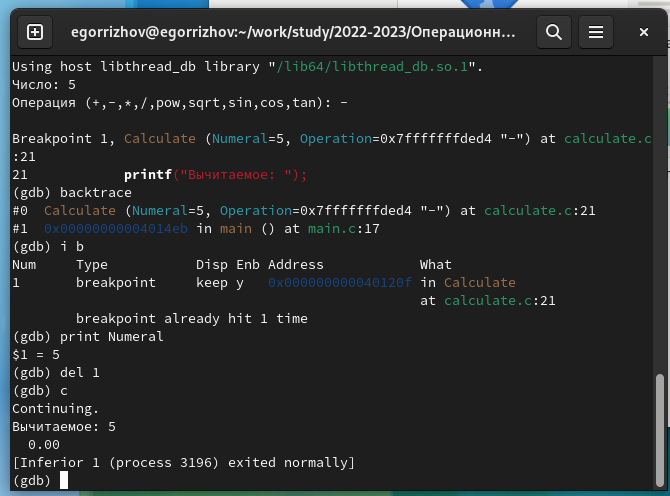 egorrizhov@egorrizhov:~/work/study/2022-2023/Операционн...
Using host libthread_db library "/lib64/libthread_db.so.1".
Число: 5
Операция (+,-,*,/,pow,sqrt,sin,cos,tan): -
Breakpoint 1, Calculate (Numeral=5, Operation=0x7fffffffded4 "-") at calculate.c
:21
21            printf("Вычитаемое: ");
(gdb) backtrace
#0  Calculate (Numeral=5, Operation=0x7fffffffded4 "-") at calculate.c:21
#1  0x00000000004014eb in main () at main.c:17
(gdb) i b
Num     Type           Disp Enb Address            What
1       breakpoint     keep y   0x000000000040120f in Calculate
                                                   at calculate.c:21
        breakpoint already hit 1 time
(gdb) print Numeral
$1 = 5
(gdb) del 1
(gdb) c
Continuing.
Вычитаемое: 5
  0.00
[Inferior 1 (process 3196) exited normally]
(gdb)